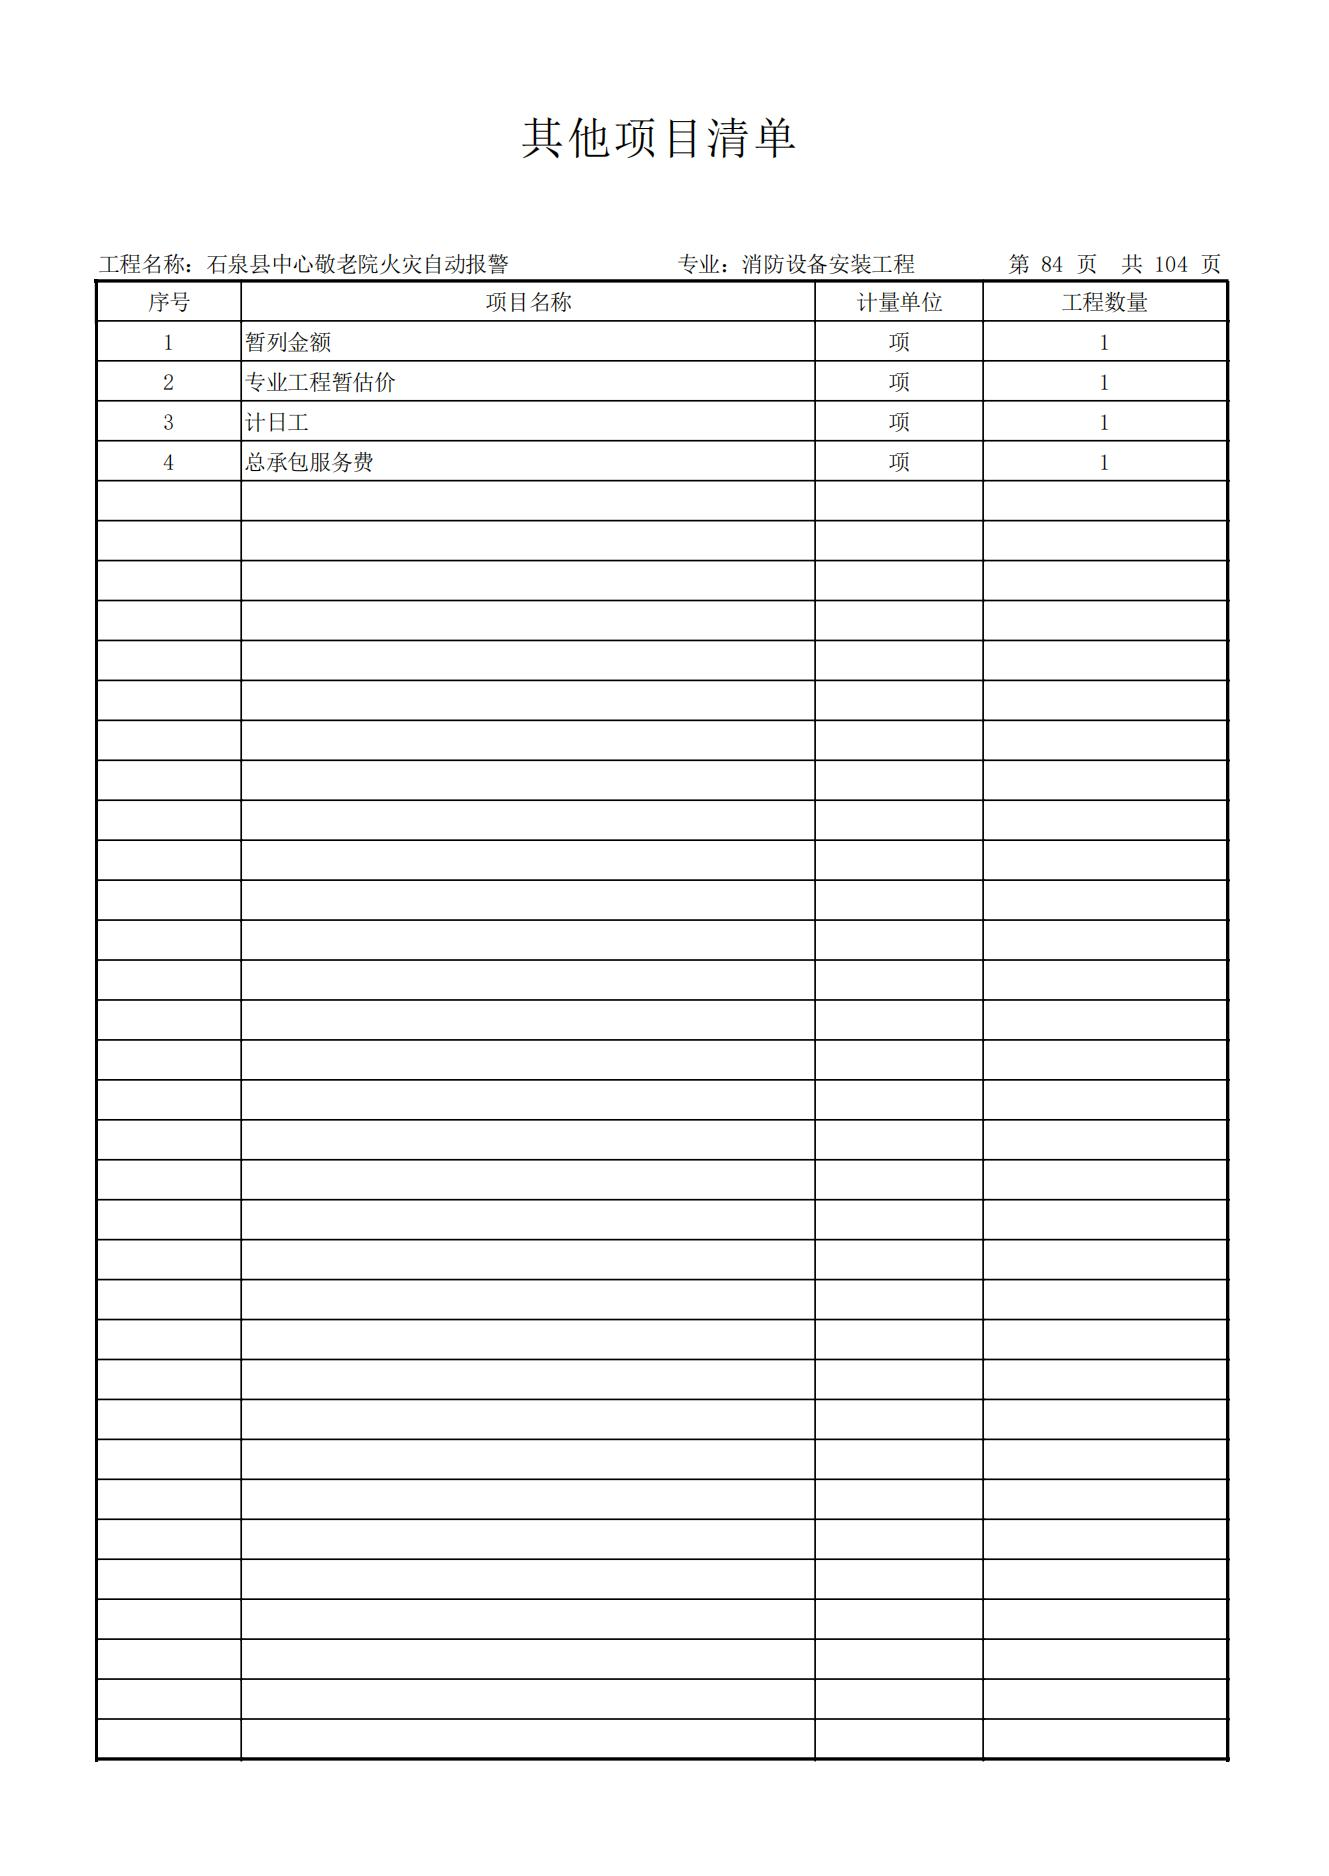 其他项目清单
工程名称：石泉县中心敬老院火灾自动报警 专业：消防设备安装工程 第 84 页 共 104 页
序号 项目名称 计量单位 工程数量
1 暂列金额 项 1
2 专业工程暂估价 项 1
3 计日工 项 1
4 总承包服务费 项 1